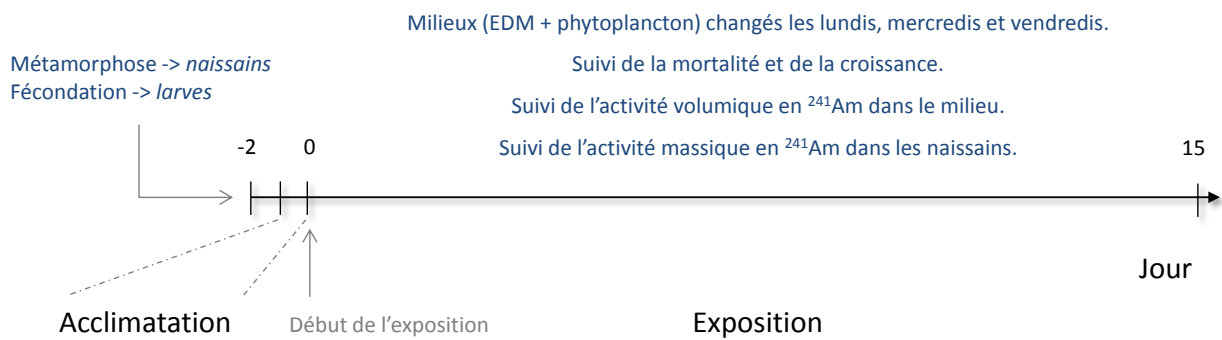 Milieux (EDM + phytoplancton) changés les lundis, mercredis et vendredis.
Métamorphose -> naissains
Fécondation -> larves
Suivi de la mortalité et de la croissance.
Suivi de l'activité volumique en ²⁴¹Am dans le milieu.
Suivi de l'activité massique en ²⁴¹Am dans les naissains.
-2
0
15
Jour
Acclimatation
Début de l'exposition
Exposition